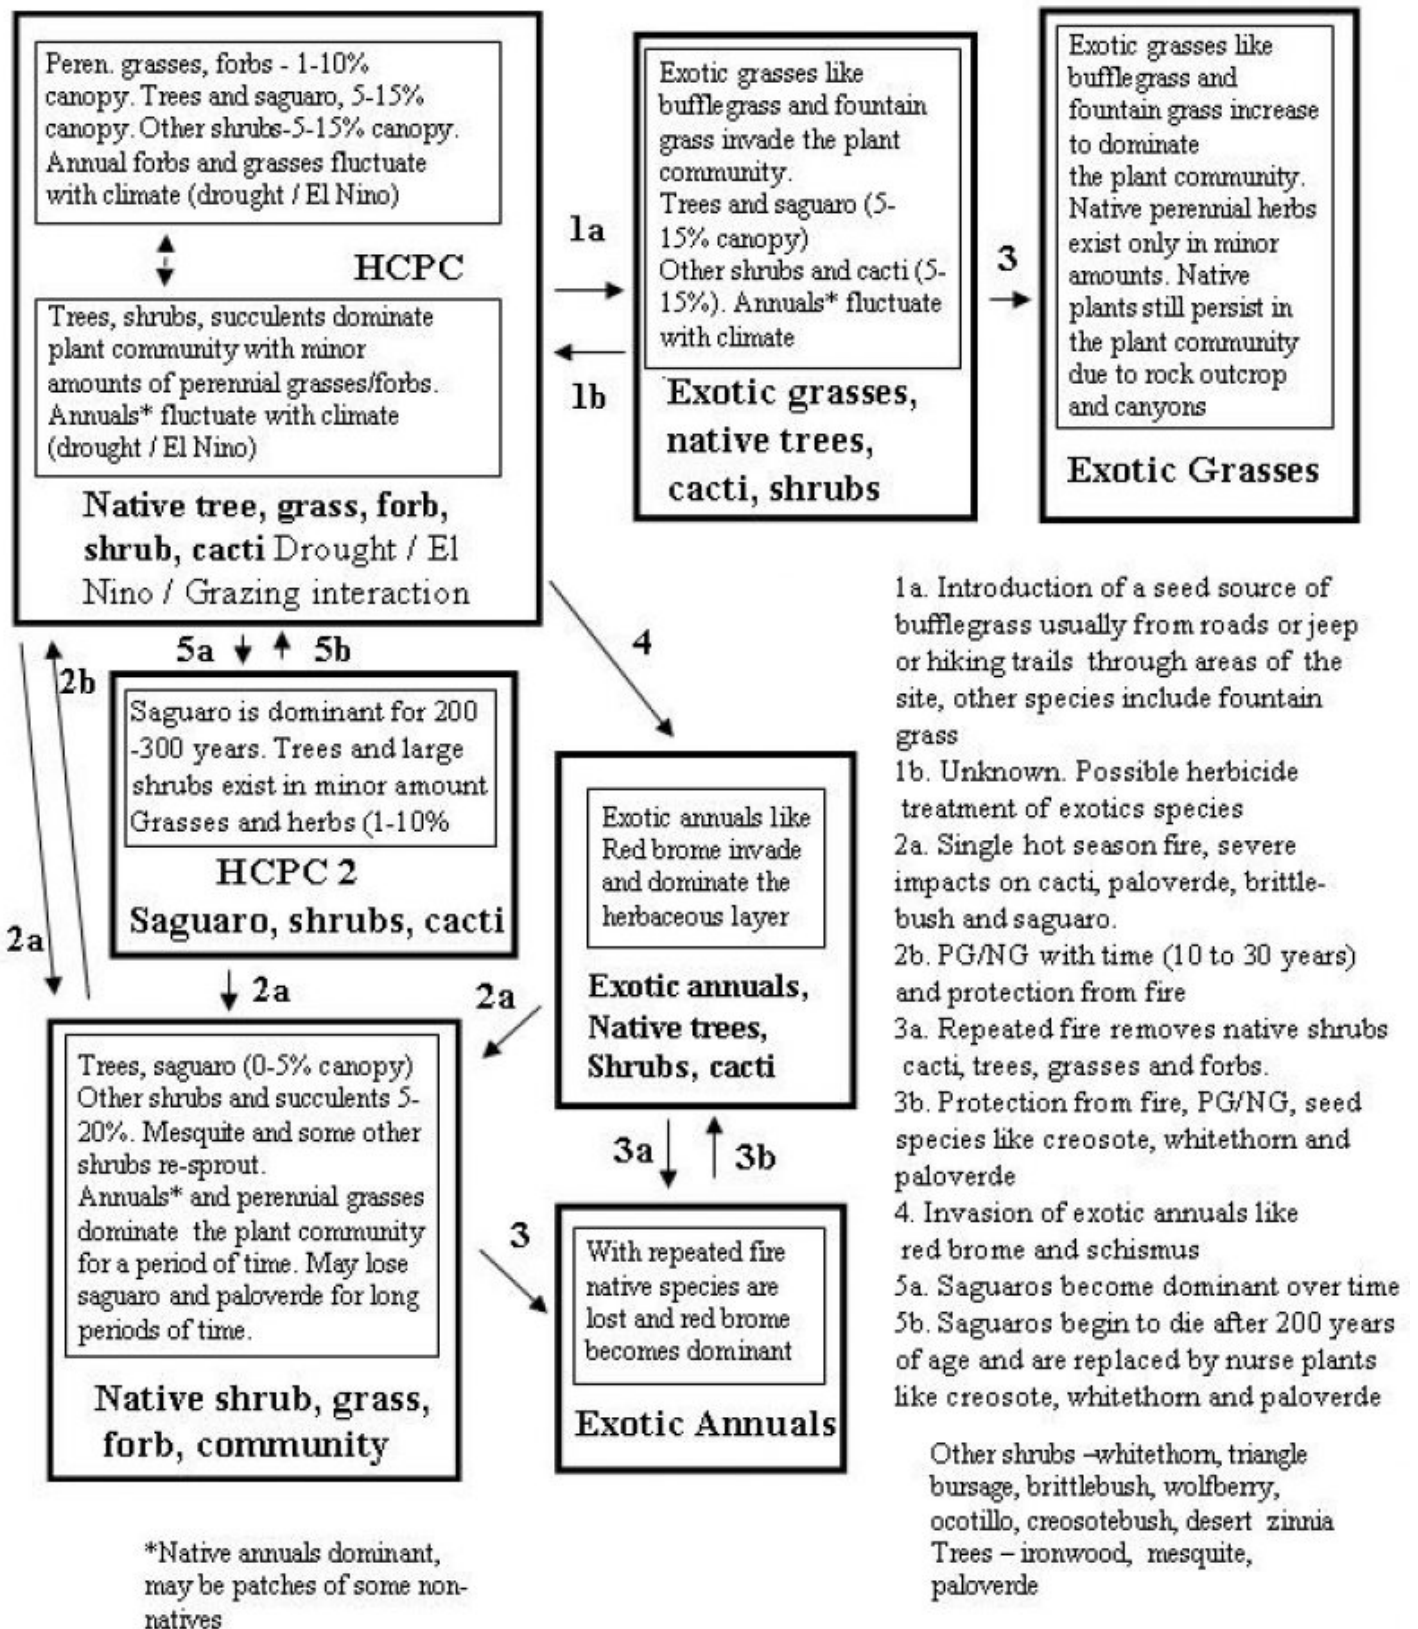 Peren. grasses, forbs - 1-10%
canopy. Trees and saguaro, 5-15%
canopy. Other shrubs-5-15% canopy.
Annual forbs and grasses fluctuate
with climate (drought / El Nino)
HCPC
Trees, shrubs, succulents dominate
plant community with minor
amounts of perennial grasses/forbs.
Annuals* fluctuate with climate
(drought / El Nino)
Native tree, grass, forb,
shrub, cacti Drought / El
Nino / Grazing interaction
1a
1b
Exotic grasses like
bufflegrass and fountain
grass invade the plant
community.
Trees and saguaro (5-
15% canopy)
Other shrubs and cacti (5-
15%). Annuals* fluctuate
with climate
Exotic grasses,
native trees,
cacti, shrubs
3
Exotic grasses like
bufflegrass and
fountain grass increase
to dominate
the plant community.
Native perennial herbs
exist only in minor
amounts. Native
plants still persist in
the plant community
due to rock outcrop
and canyons
Exotic Grasses
5a
5b
2b
4
Saguaro is dominant for 200
-300 years. Trees and large
shrubs exist in minor amount
Grasses and herbs (1-10%
HCPC 2
Saguaro, shrubs, cacti
2a
2a
2a
Exotic annuals like
Red brome invade
and dominate the
herbaceous layer
Exotic annuals,
Native trees,
Shrubs, cacti
Trees, saguaro (0-5% canopy)
Other shrubs and succulents 5-
20%. Mesquite and some other
shrubs re-sprout.
Annuals* and perennial grasses
dominate the plant community
for a period of time. May lose
saguaro and paloverde for long
periods of time.
Native shrub, grass,
forb, community
3a
3b
3
With repeated fire
native species are
lost and red brome
becomes dominant
Exotic Annuals
1a. Introduction of a seed source of
bufflegrass usually from roads or jeep
or hiking trails through areas of the
site, other species include fountain
grass
1b. Unknown. Possible herbicide
treatment of exotics species
2a. Single hot season fire, severe
impacts on cacti, paloverde, brittle-
bush and saguaro.
2b. PG/NG with time (10 to 30 years)
and protection from fire
3a. Repeated fire removes native shrubs
cacti, trees, grasses and forbs.
3b. Protection from fire, PG/NG, seed
species like creosote, whitethorn and
paloverde
4. Invasion of exotic annuals like
red brome and schismus
5a. Saguaros become dominant over time
5b. Saguaros begin to die after 200 years
of age and are replaced by nurse plants
like creosote, whitethorn and paloverde
Other shrubs –whitethorn, triangle
bursage, brittlebush, wolfberry,
ocotillo, creosotebush, desert zinnia
Trees – ironwood, mesquite,
paloverde
*Native annuals dominant,
may be patches of some non-
natives